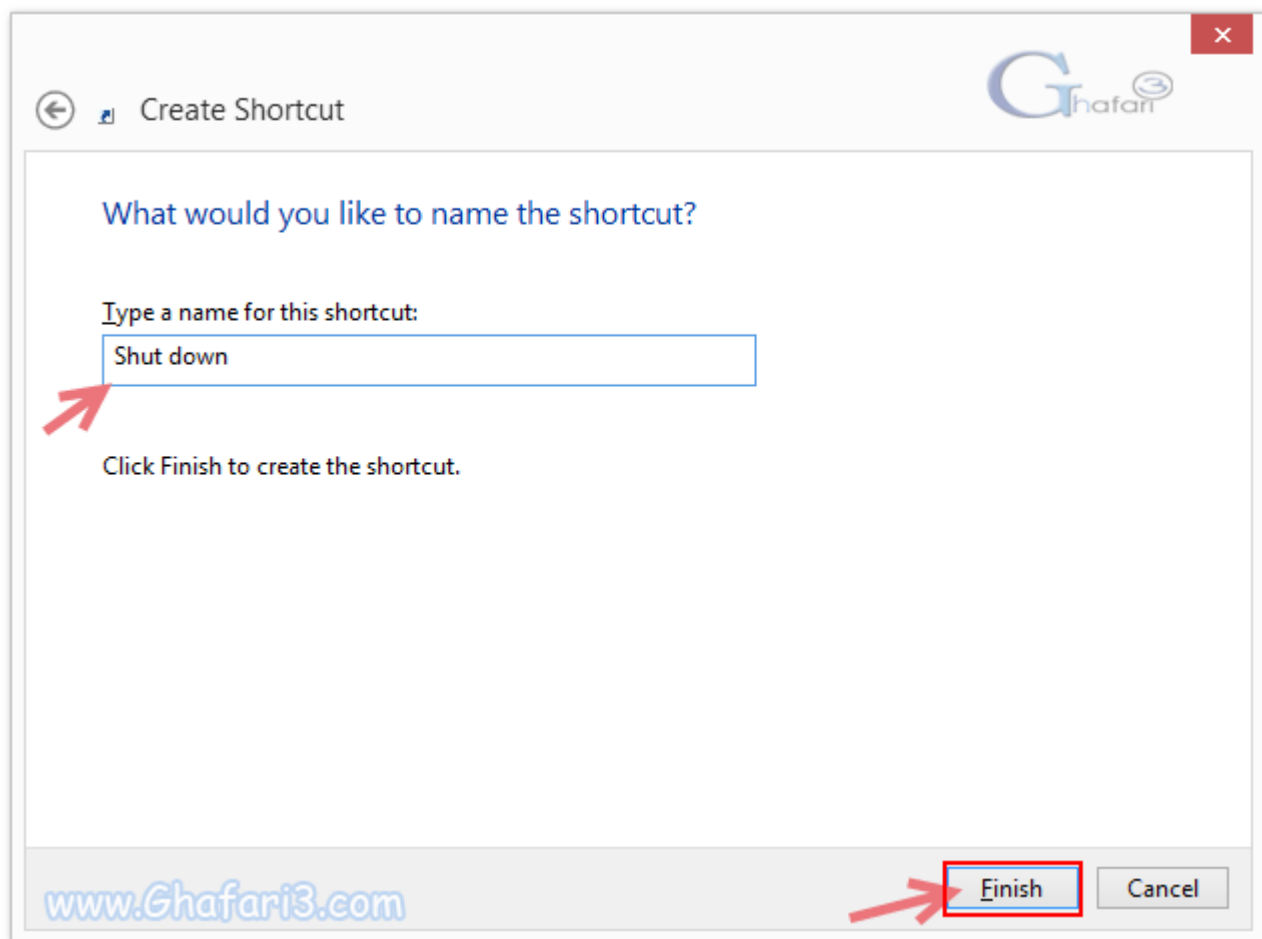 Ghafari3
Create Shortcut
What would you like to name the shortcut?
Type a name for this shortcut:
Shut down
Click Finish to create the shortcut.
www.Ghafari3.com
Finish
Cancel